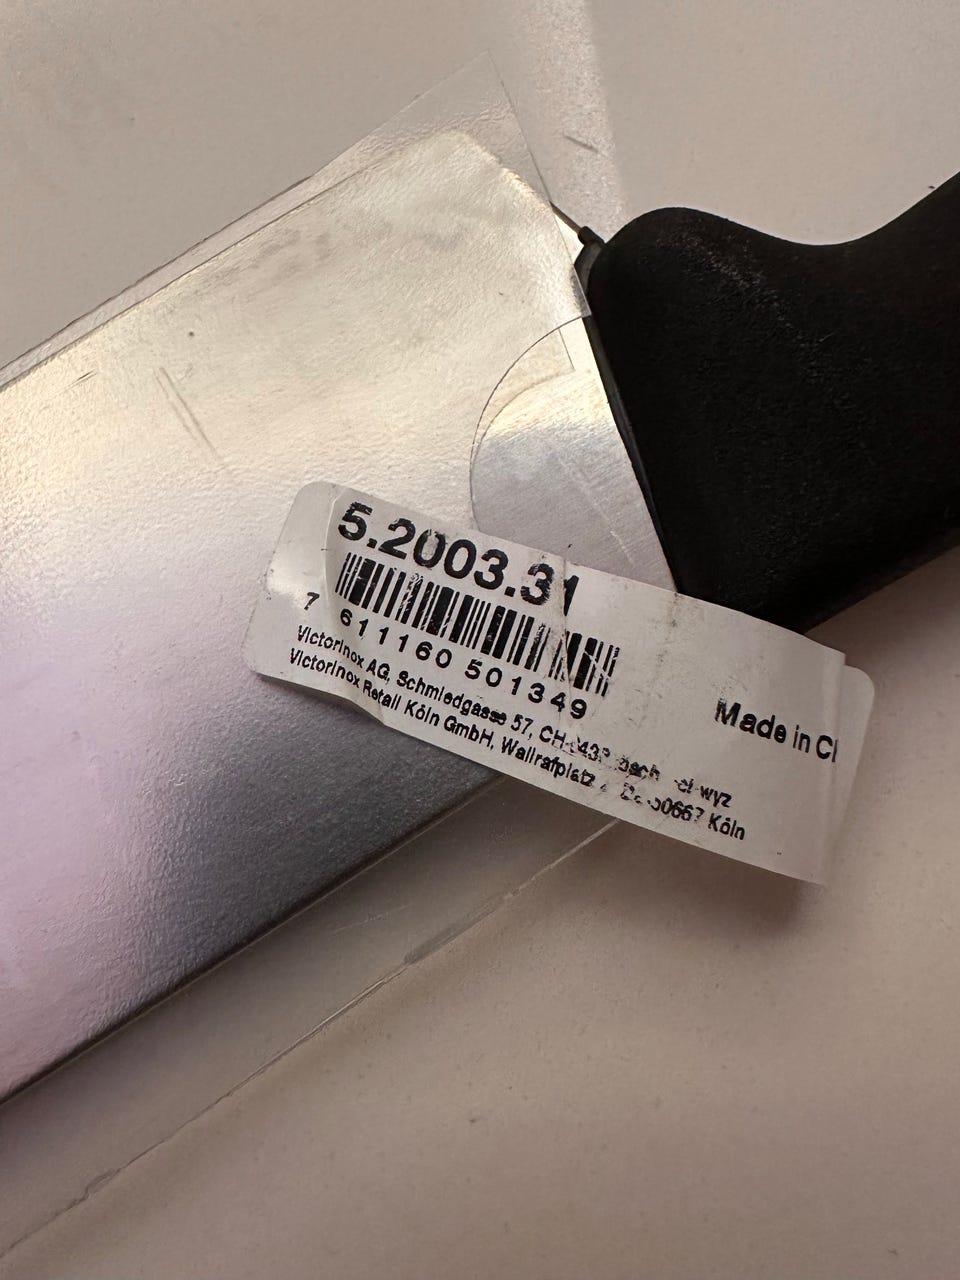 5.2003.31
7 611160 501349
Victorinox AG, Schmiedgasse 57,
Victorinox Retail Köln GmbH, Wallrafplatz Köln
Made in